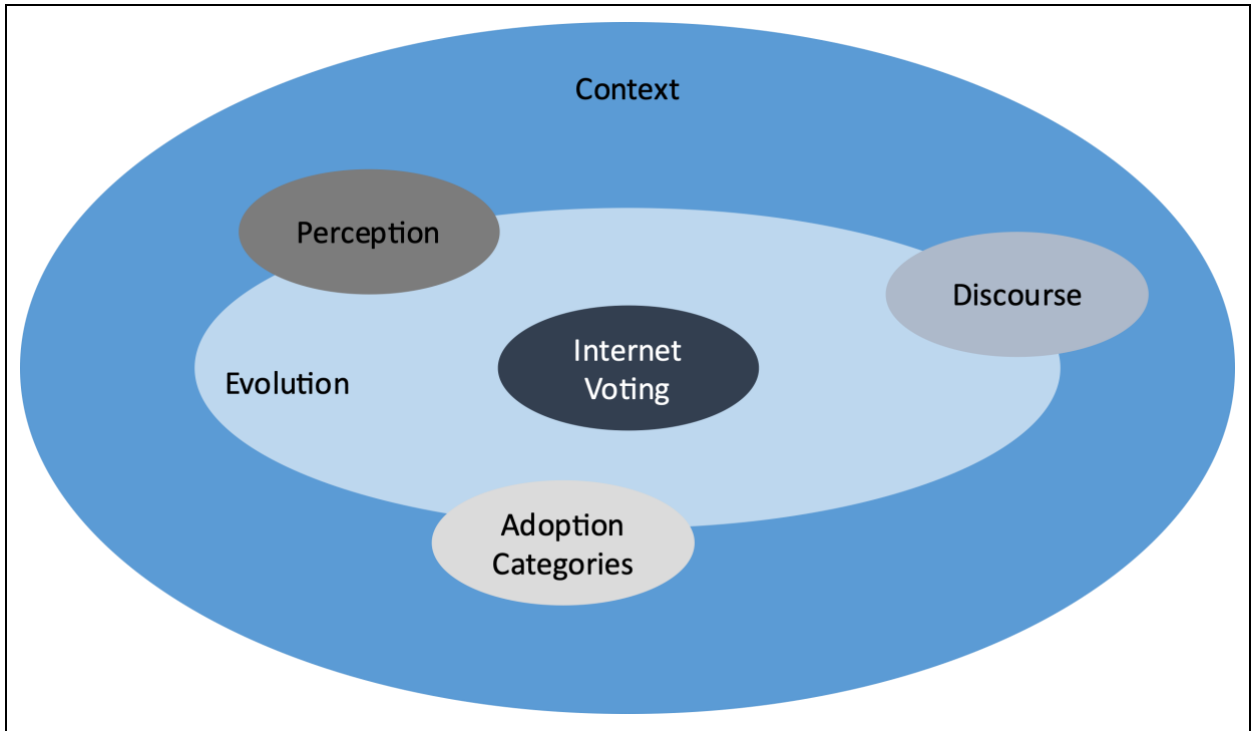 Context
Perception
Discourse
Internet
Voting
Evolution
Adoption
Categories